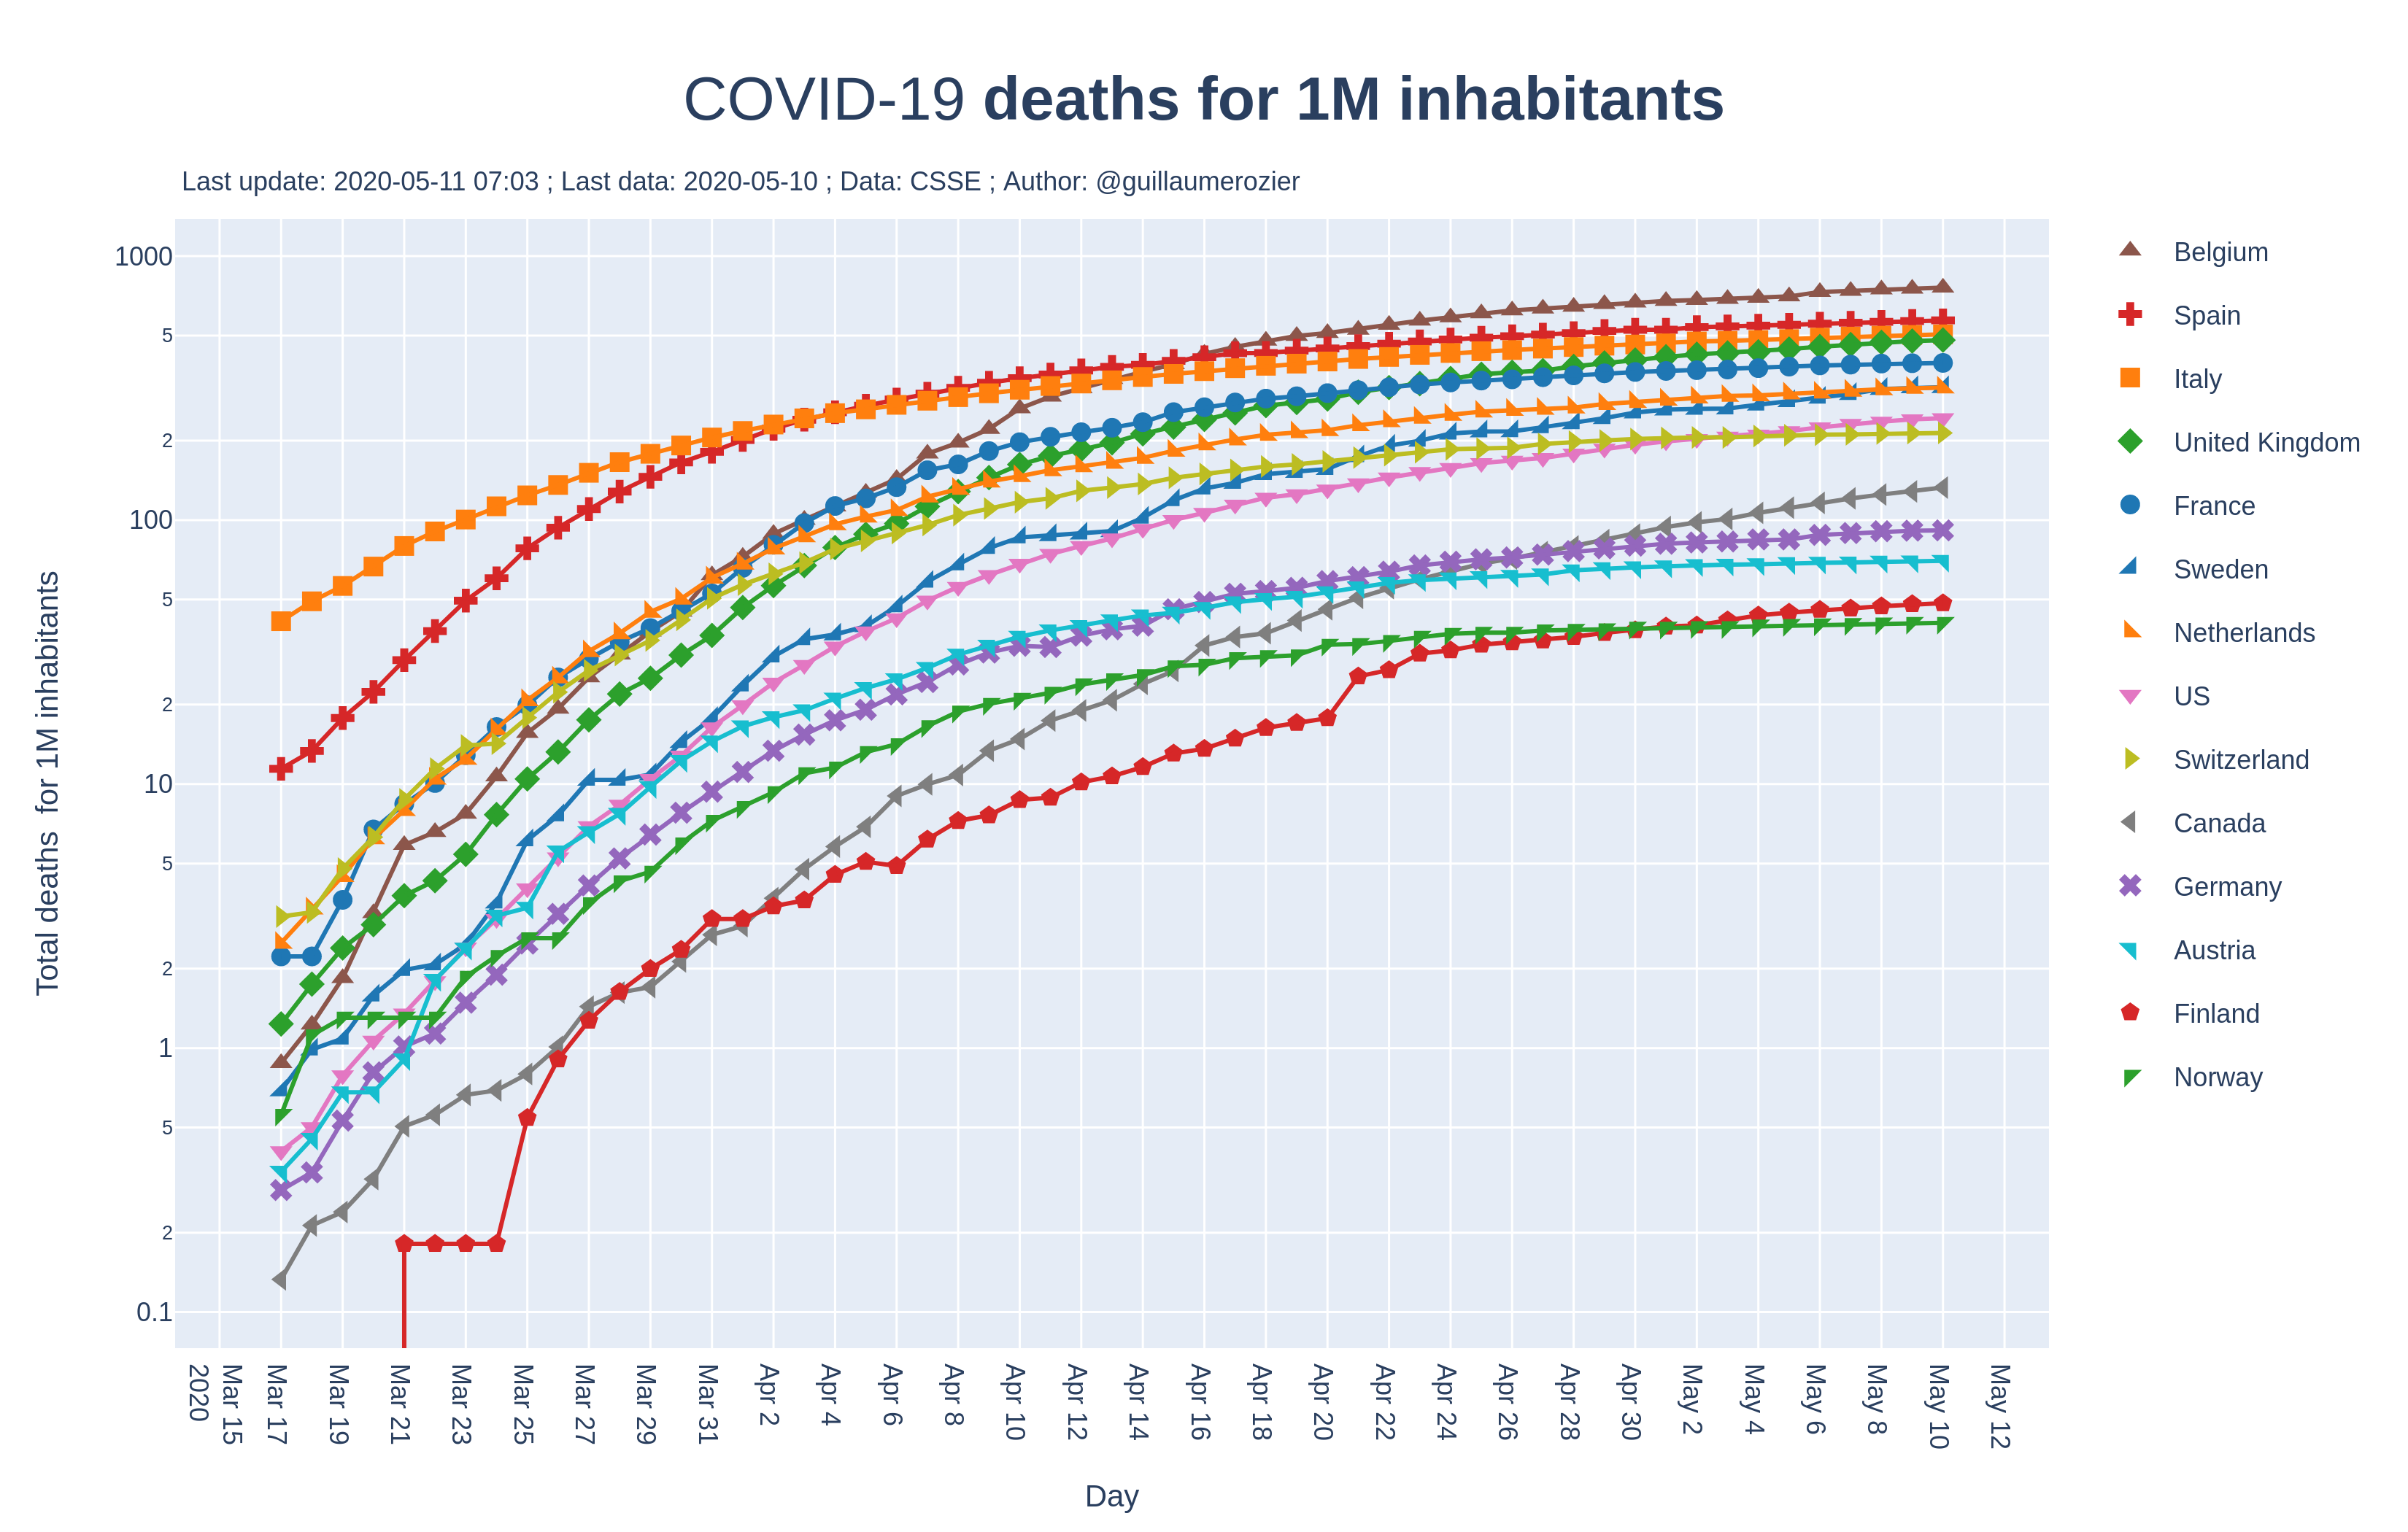 COVID-19 deaths for 1M inhabitants
Last update: 2020-05-11 07:03 ; Last data: 2020-05-10 ; Data: CSSE ; Author: @guillaumerozier
Total deaths for 1M inhabitants
1000
5
2
100
5
2
10
5
2
1
5
2
0.1
Mar 15
2020
Mar 17
Mar 19
Mar 21
Mar 23
Mar 25
Mar 27
Mar 29
Mar 31
Apr 2
Apr 4
Apr 6
Apr 8
Apr 10
Apr 12
Apr 14
Apr 16
Apr 18
Apr 20
Apr 22
Apr 24
Apr 26
Apr 28
Apr 30
May 2
May 4
May 6
May 8
May 10
May 12
Day
Belgium
Spain
Italy
United Kingdom
France
Sweden
Netherlands
US
Switzerland
Canada
Germany
Austria
Finland
Norway